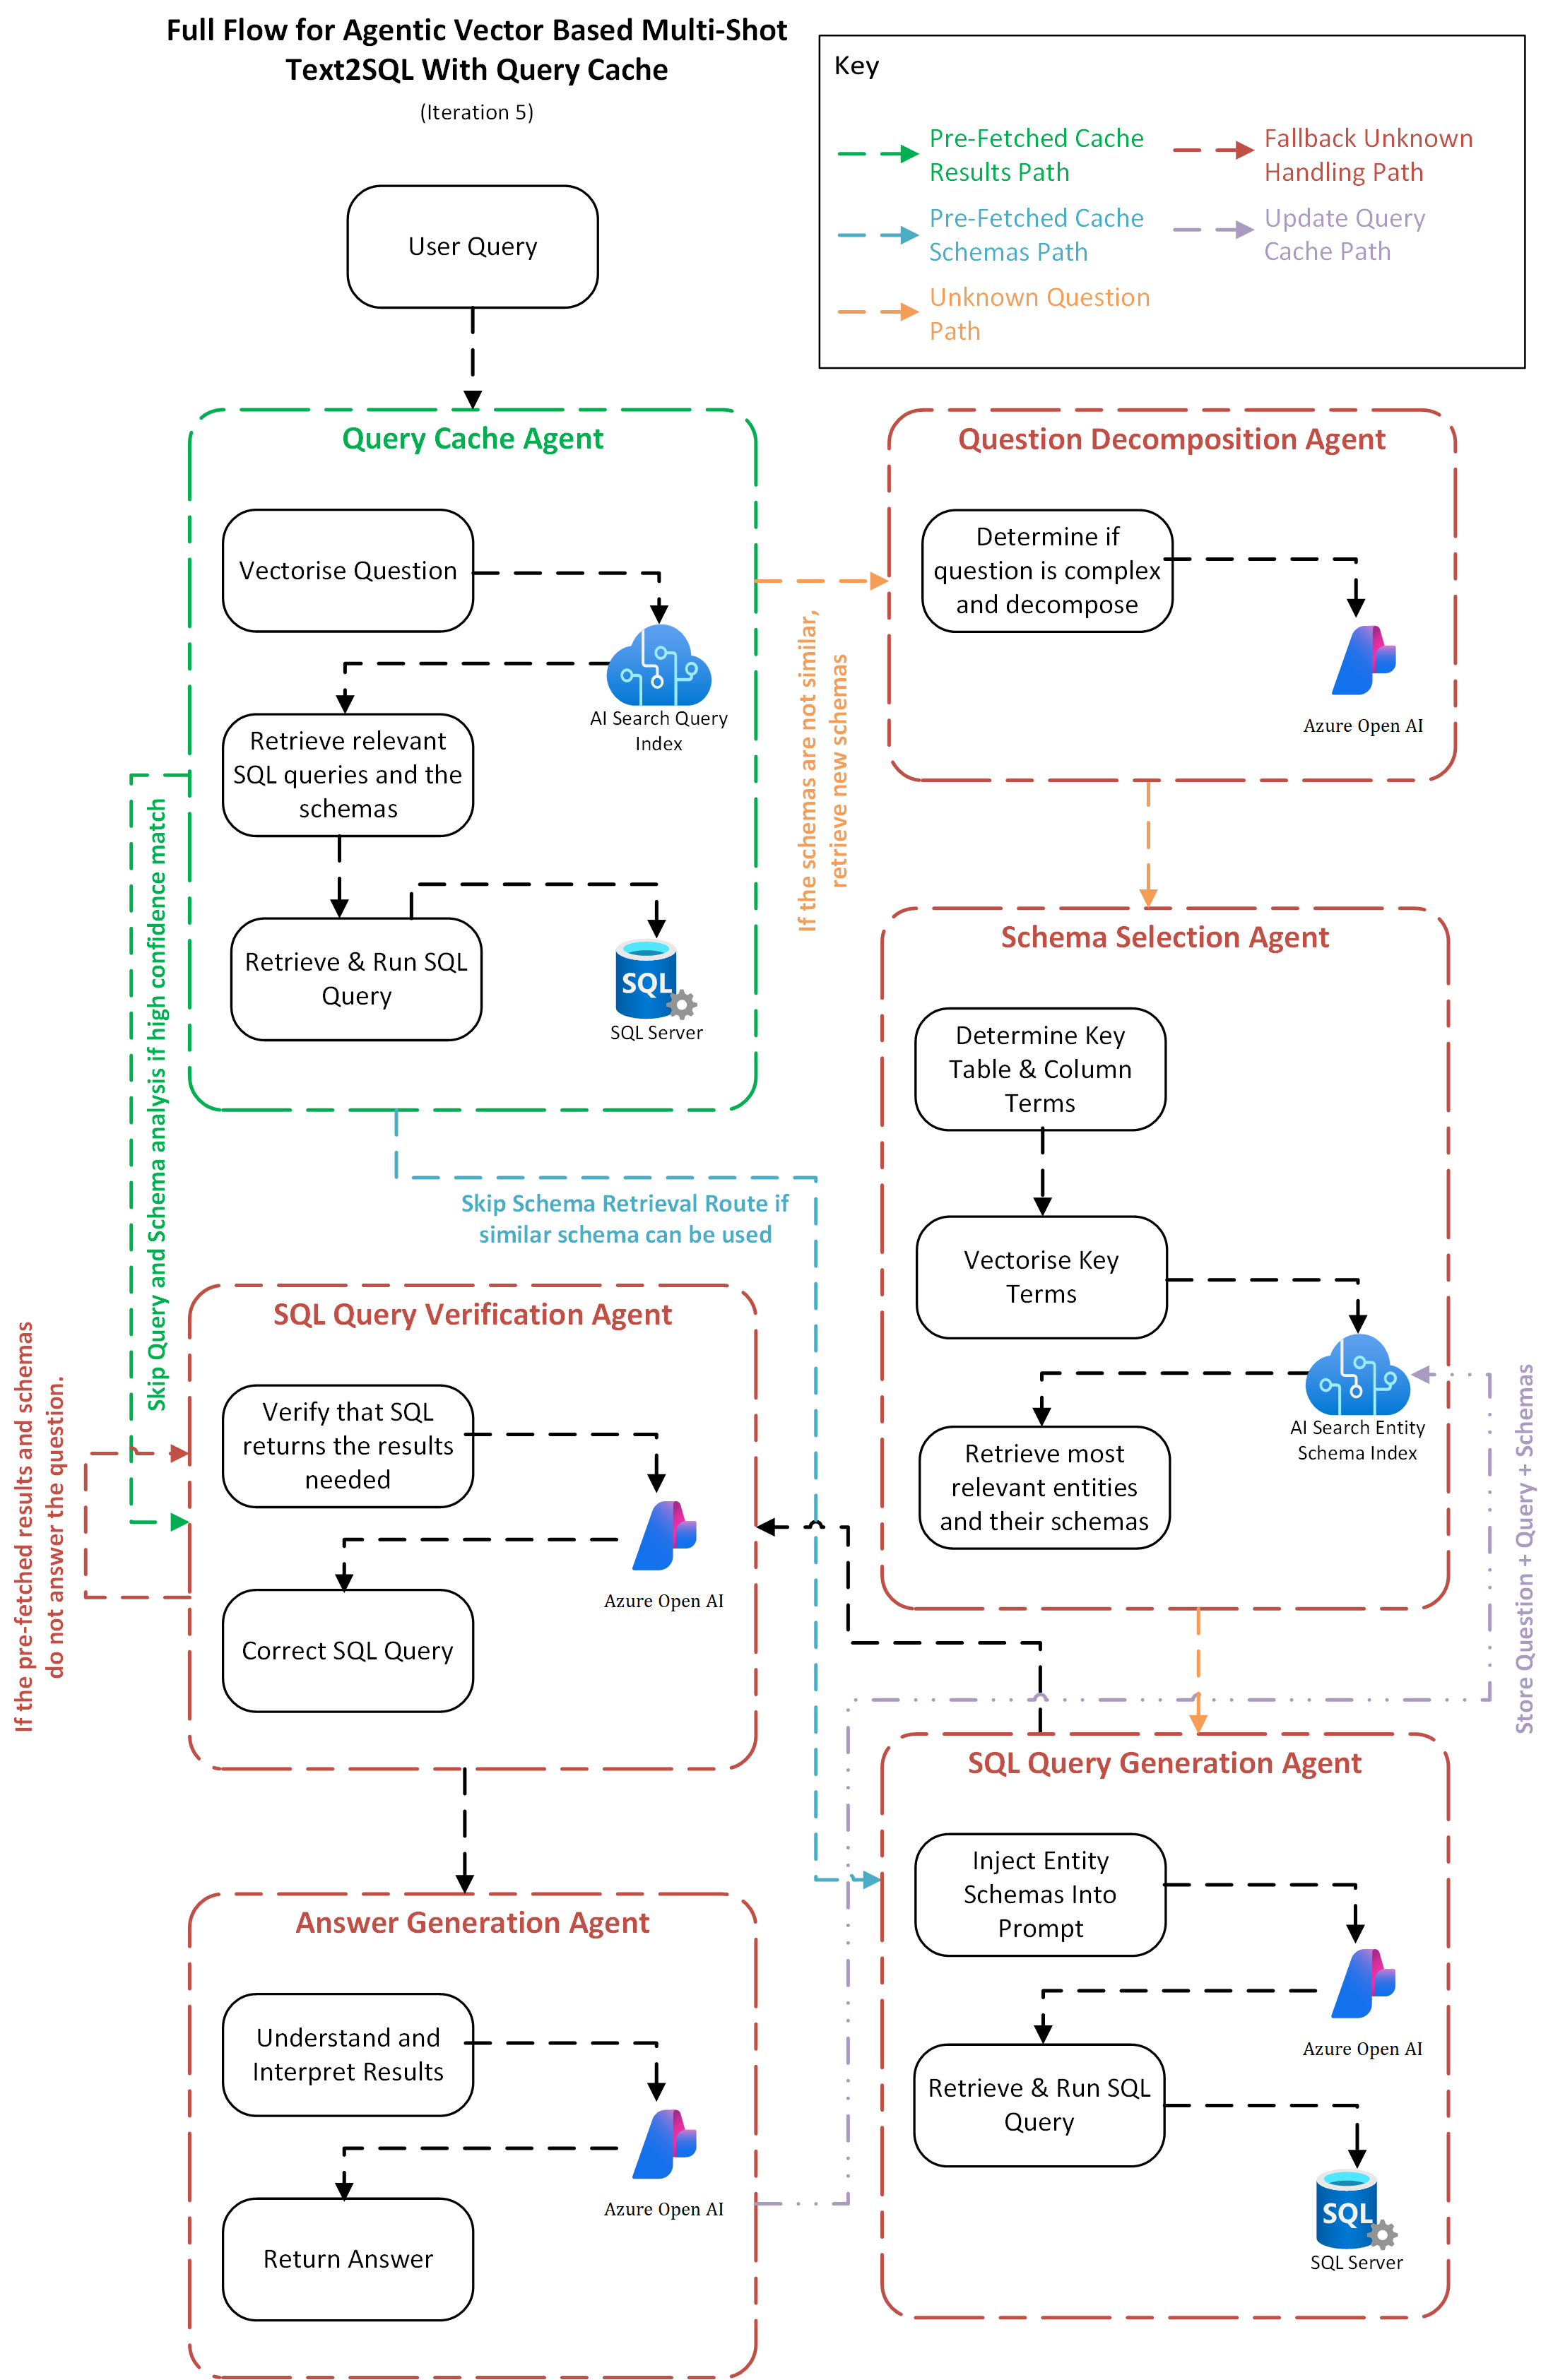 Full Flow for Agentic Vector Based Multi-Shot
Text2SQL With Query Cache
(Iteration 5)
Key
Pre-Fetched Cache
Results Path
Fallback Unknown
Handling Path
Pre-Fetched Cache
Schemas Path
Update Query
Cache Path
Unknown Question
Path
User Query
Query Cache Agent
Vectorise Question
AI Search Query
Index
Retrieve relevant
SQL queries and the
schemas
Retrieve & Run SQL
Query
SQL
SQL Server
If the schemas are not similar,
retrieve new schemas
Question Decomposition Agent
Determine if
question is complex
and decompose
Azure Open AI
Skip Query and Schema analysis if high confidence match
Skip Schema Retrieval Route if
similar schema can be used
Schema Selection Agent
Determine Key
Table & Column
Terms
Vectorise Key
Terms
AI Search Entity
Schema Index
Retrieve most
relevant entities
and their schemas
Store Question + Query + Schemas
If the pre-fetched results and schemas
do not answer the question.
SQL Query Verification Agent
Verify that SQL
returns the results
needed
Azure Open AI
Correct SQL Query
SQL Query Generation Agent
Inject Entity
Schemas Into
Prompt
Azure Open AI
Retrieve & Run SQL
Query
SQL
SQL Server
Answer Generation Agent
Understand and
Interpret Results
Azure Open AI
Return Answer